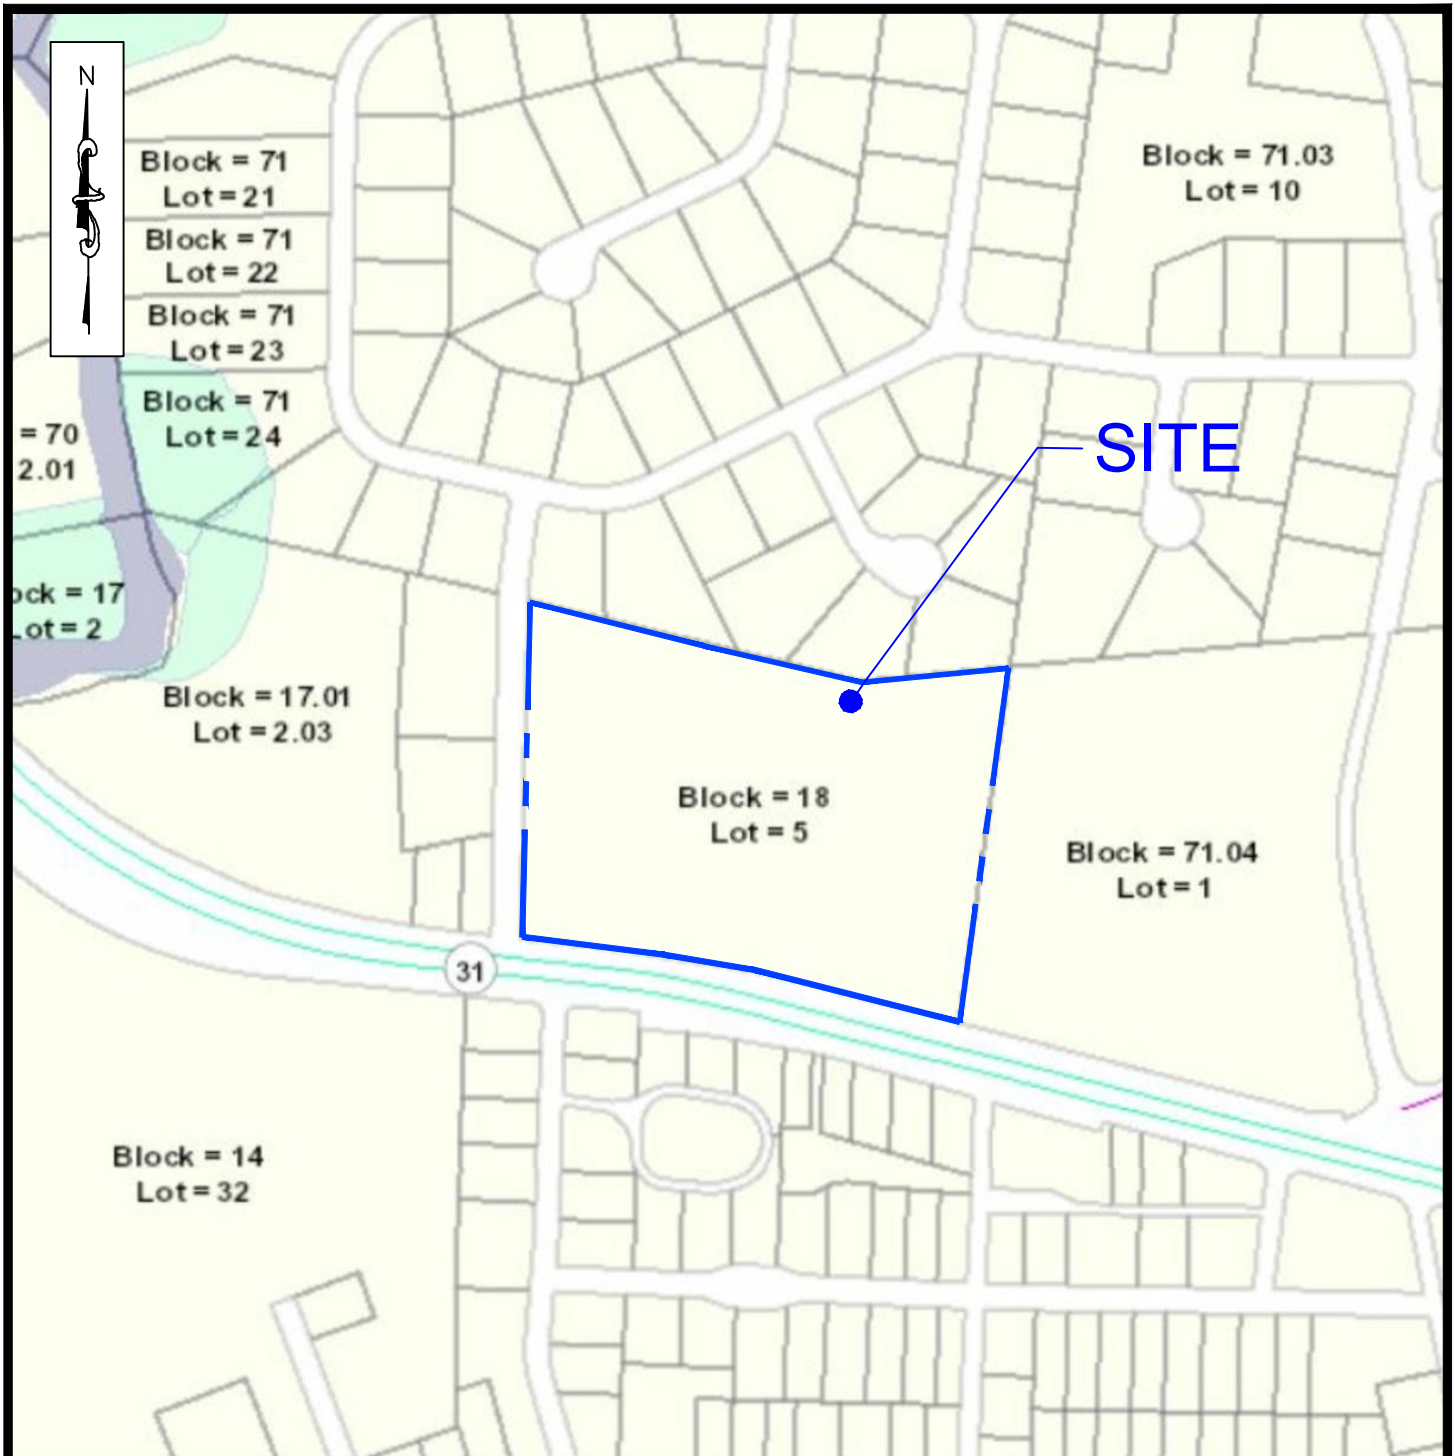 N
Block = 71
Lot = 21
Block = 71.03
Lot = 10
Block = 71
Lot = 22
Block = 71
Lot = 23
Block = 71
Lot = 24
= 70
2.01
SITE
ock = 17
Lot = 2
Block = 17.01
Lot = 2.03
Block = 18
Lot = 5
Block = 71.04
Lot = 1
31
Block = 14
Lot = 32